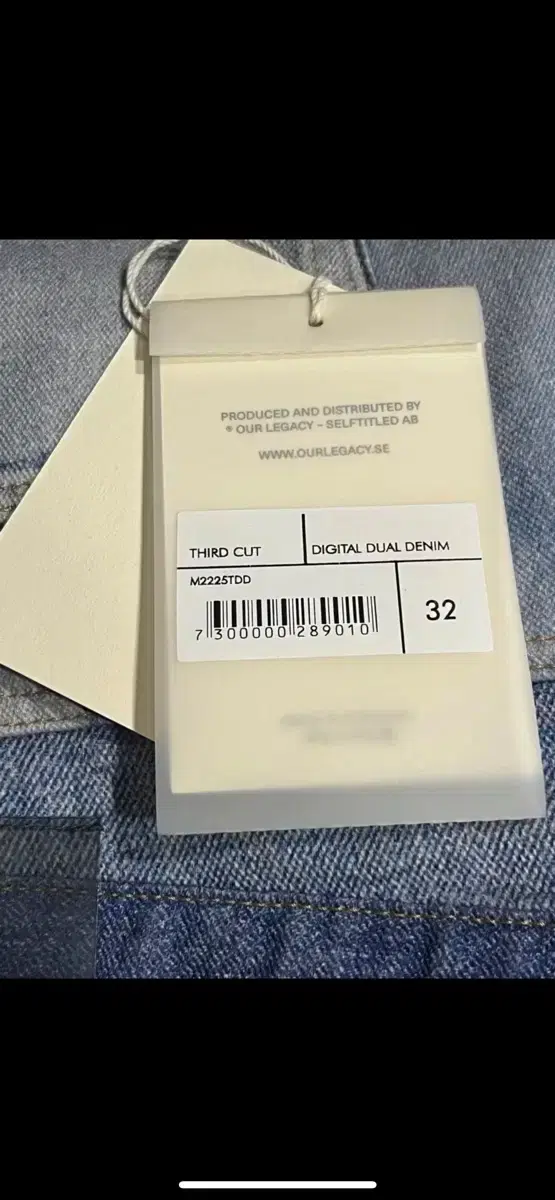 PRODUCED AND DISTRIBUTED BY
® OUR LEGACY – SELFTITLED AB
WWW.OURLEGACY.SE
THIRD CUT
DIGITAL DUAL DENIM
M2225TDD
7 300000 289010
32